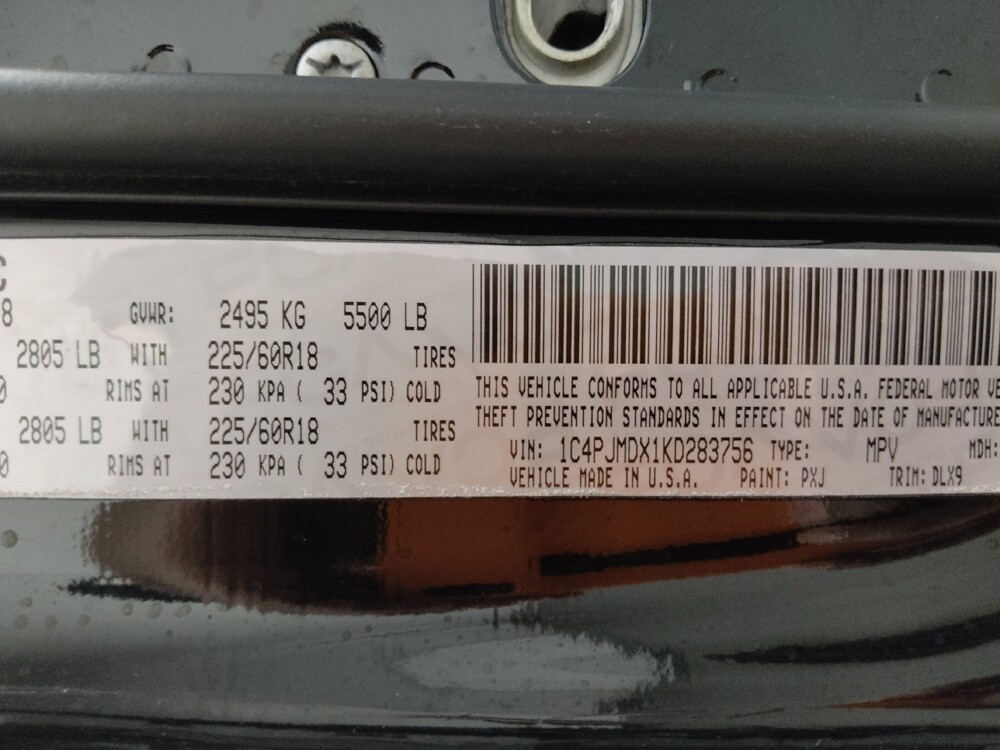 C
8 GVWR: 2495 KG 5500 LB
2805 LB WITH 225/60R18 TIRES
0 RIMS AT 230 KPA ( 33 PSI) COLD
2805 LB WITH 225/60R18 TIRES
0 RIMS AT 230 KPA ( 33 PSI) COLD
THIS VEHICLE CONFORMS TO ALL APPLICABLE U.S.A. FEDERAL MOTOR VE
THEFT PREVENTION STANDARDS IN EFFECT ON THE DATE OF MANUFACTURE
VIN: 1C4PJMDX1KD283756 TYPE: MPV MDH:
VEHICLE MADE IN U.S.A. PAINT: PXJ TRIM: DLX9